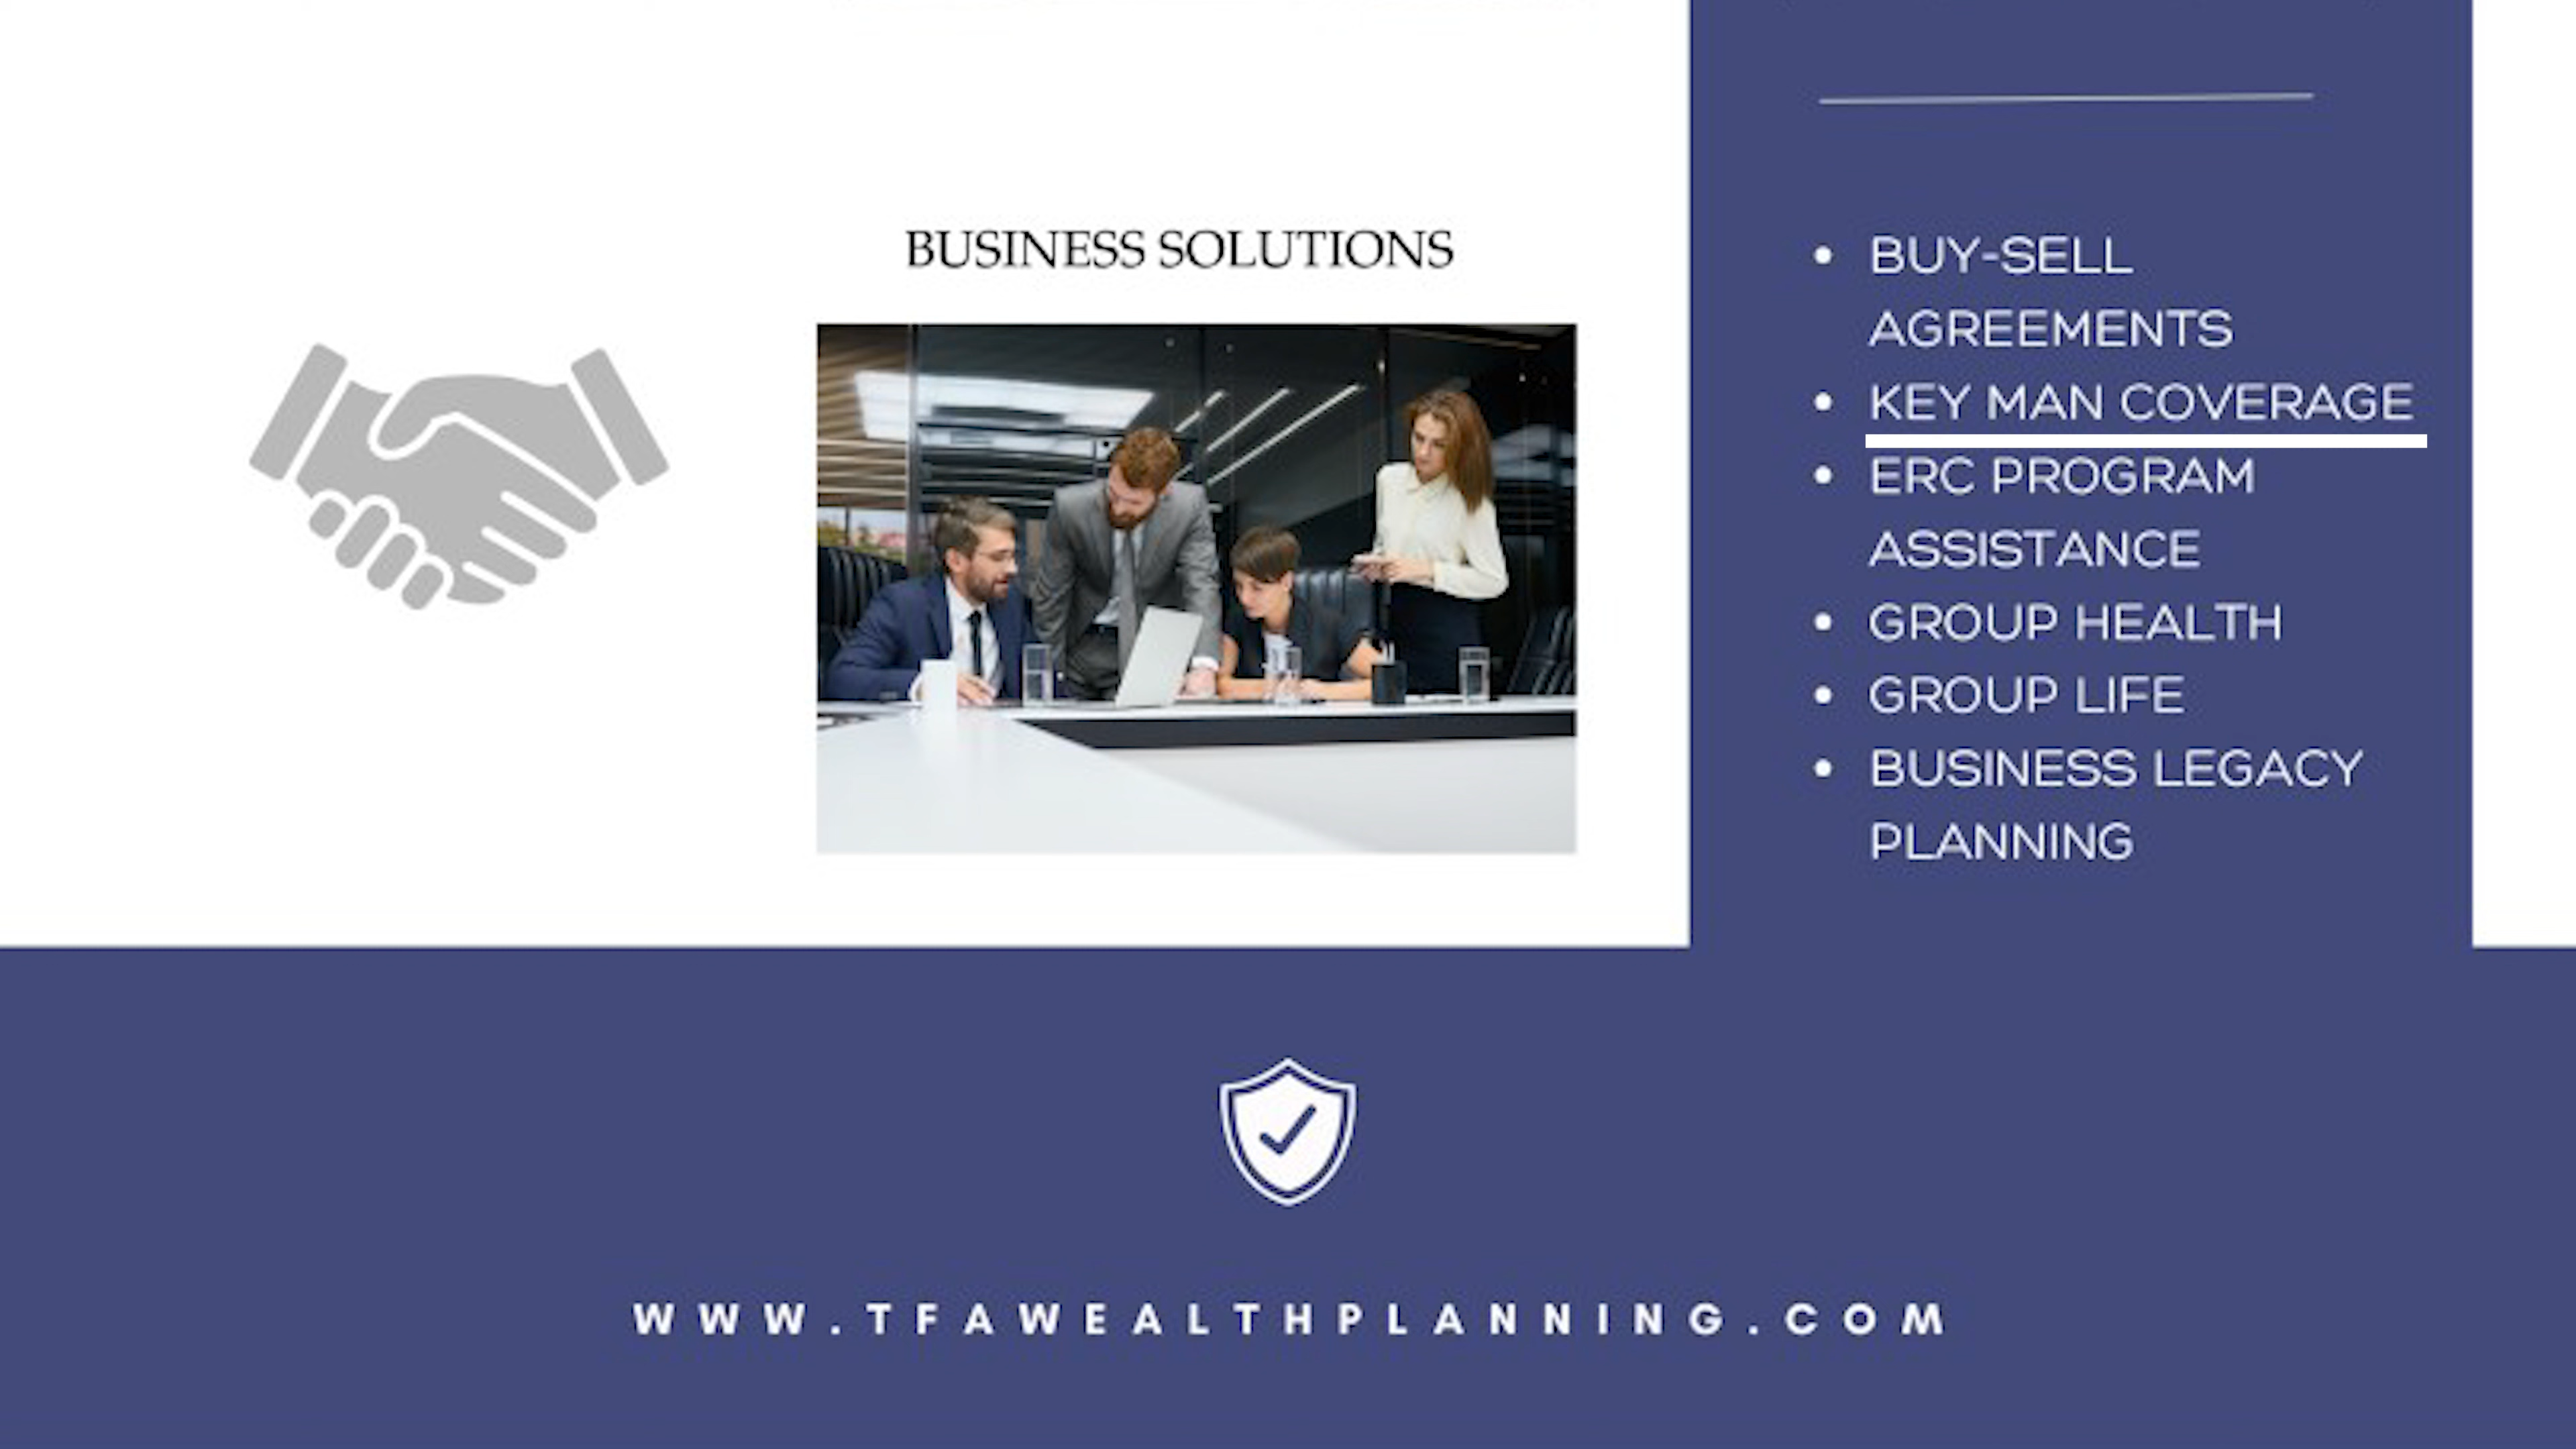 BUSINESS SOLUTIONS
BUY-SELL
AGREEMENTS
KEY MAN COVERAGE
ERC PROGRAM
ASSISTANCE
GROUP HEALTH
GROUP LIFE
BUSINESS LEGACY
PLANNING
WWW.TFAWEALTHPLANNING.COM